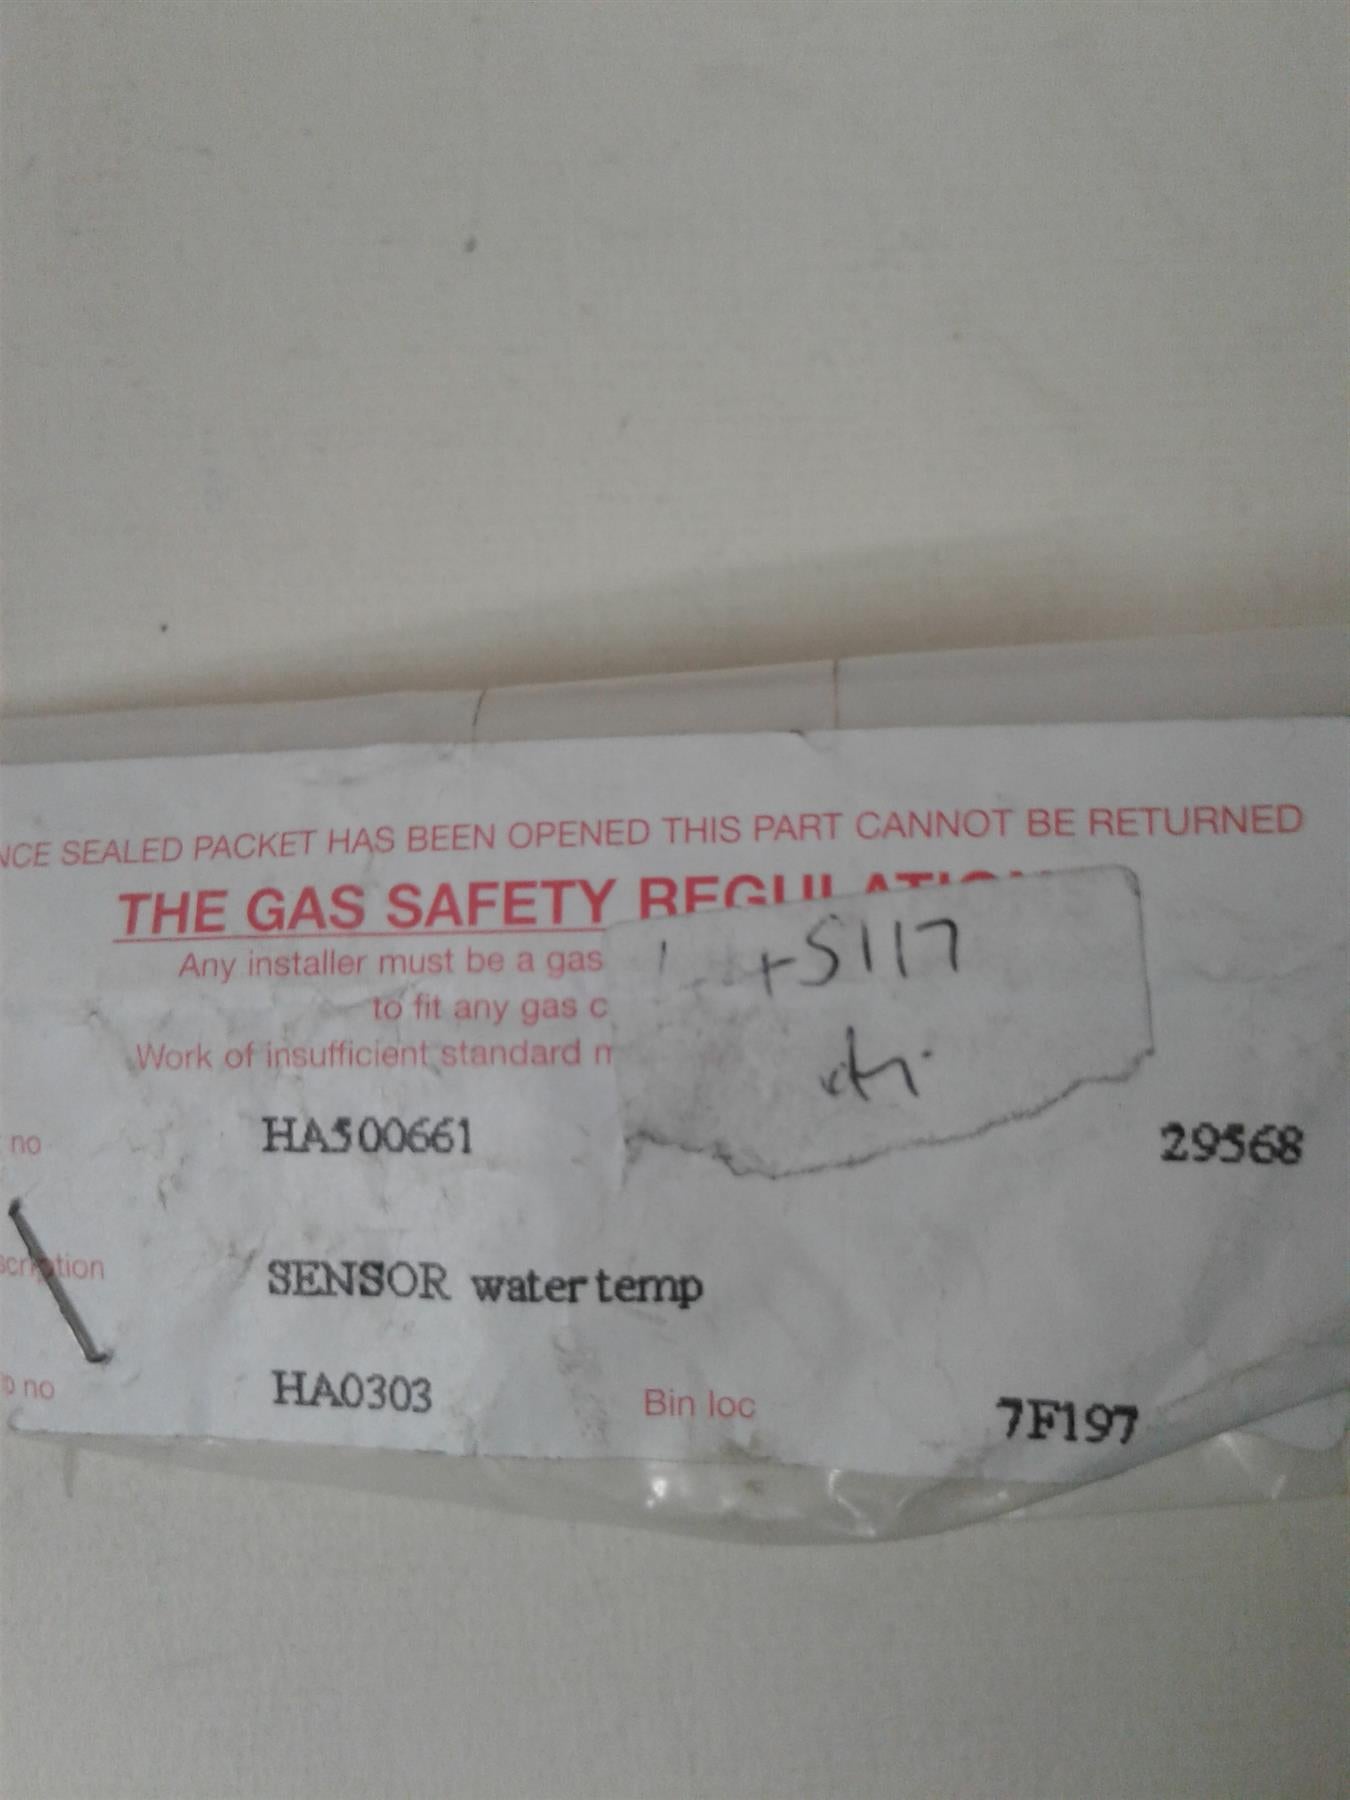 NCE SEALED PACKET HAS BEEN OPENED THIS PART CANNOT BE RETURNED
THE GAS SAFETY
Any installer must be a gas
to fit any gas c
Work of insufficient standard
+5117
no HA500661 29568
scription SENSOR water temp
no HA0303 Bin loc 7F197